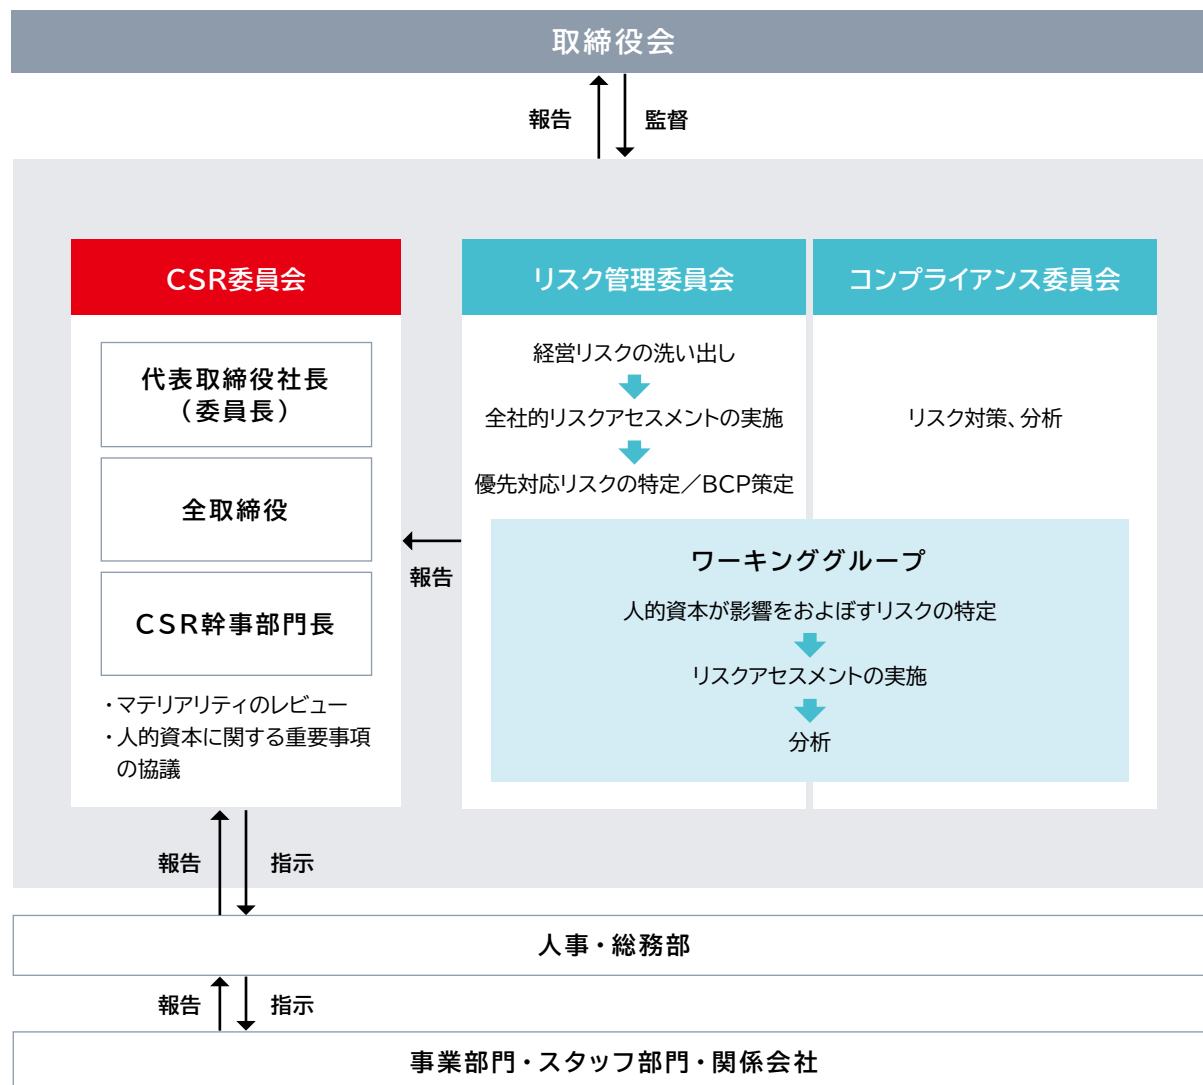 取締役会
報告
監督
CSR委員会
代表取締役社長
（委員長）
全取締役
CSR幹事部門長
・マテリアリティのレビュー
・人的資本に関する重要事項
の協議
報告
リスク管理委員会
経営リスクの洗い出し
全社的リスクアセスメントの実施
優先対応リスクの特定／BCP策定
コンプライアンス委員会
リスク対策、分析
ワーキンググループ
人的資本が影響をおよぼすリスクの特定
リスクアセスメントの実施
分析
報告
指示
人事・総務部
報告
指示
事業部門・スタッフ部門・関係会社